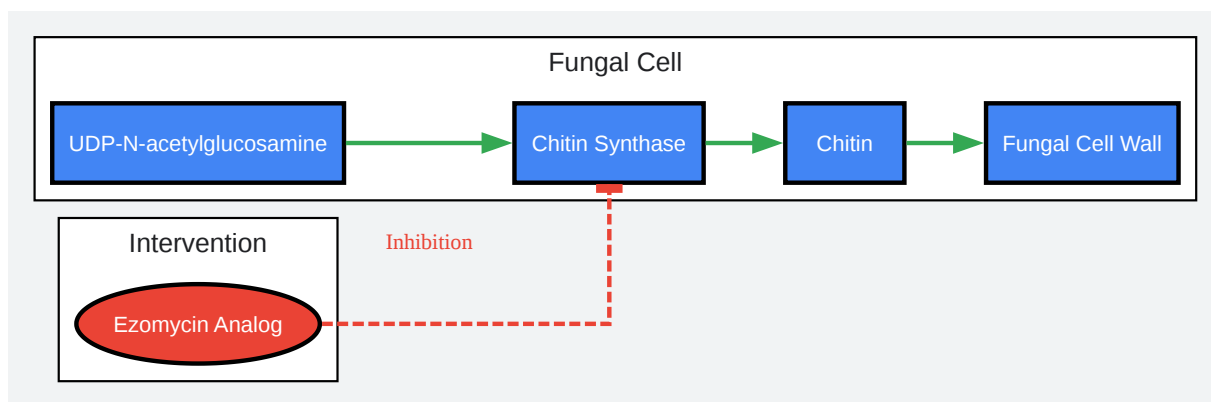 Fungal Cell
UDP-N-acetylglucosamine
Chitin Synthase
Chitin
Fungal Cell Wall
Intervention
Inhibition
Ezomycin Analog